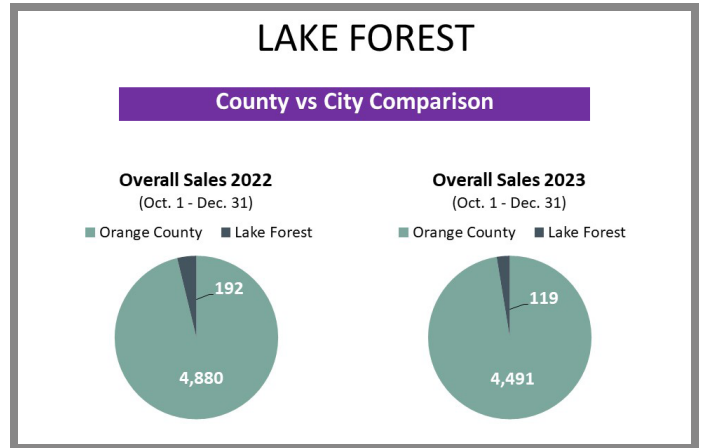 LAKE FOREST
County vs City Comparison
Overall Sales 2022
(Oct. 1 - Dec. 31)
Orange County Lake Forest
192
4,880
Overall Sales 2023
(Oct. 1 - Dec. 31)
Orange County Lake Forest
119
4,491